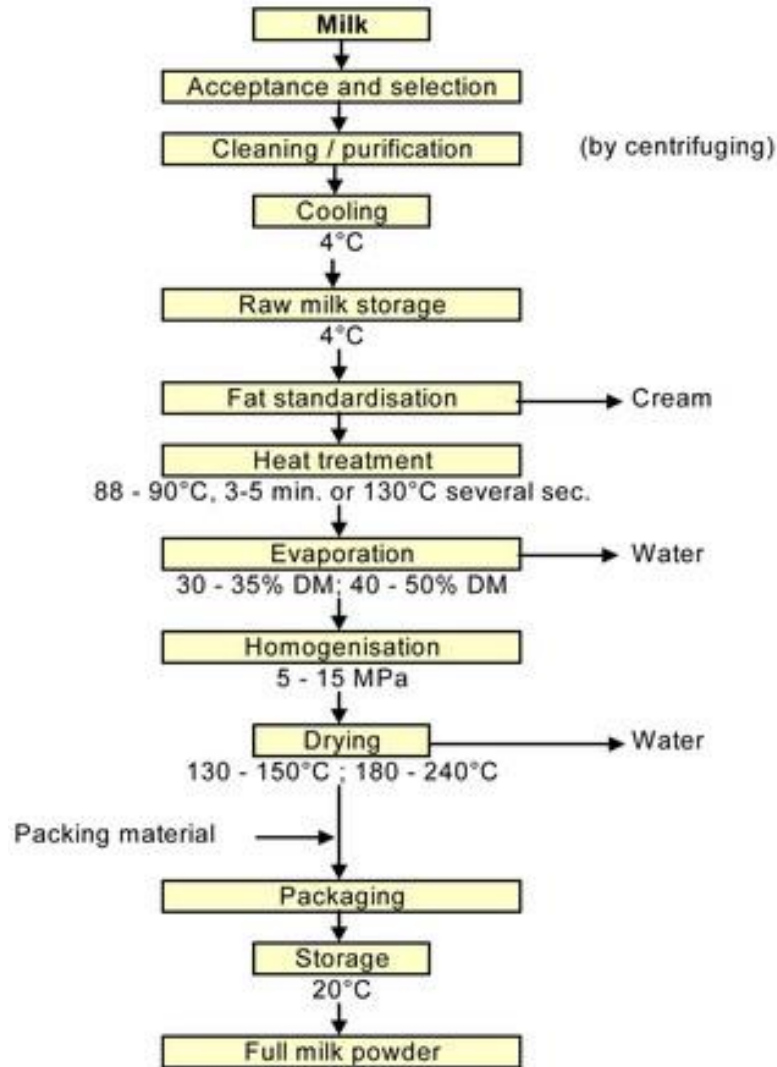 Milk
Acceptance and selection
Cleaning / purification (by centrifuging)
Cooling
4°C
Raw milk storage
4°C
Fat standardisation Cream
Heat treatment
88 - 90°C, 3-5 min. or 130°C several sec.
Evaporation Water
30 - 35% DM; 40 - 50% DM
Homogenisation
5 - 15 MPa
Drying Water
130 - 150°C ; 180 - 240°C
Packing material
Packaging
Storage
20°C
Full milk powder